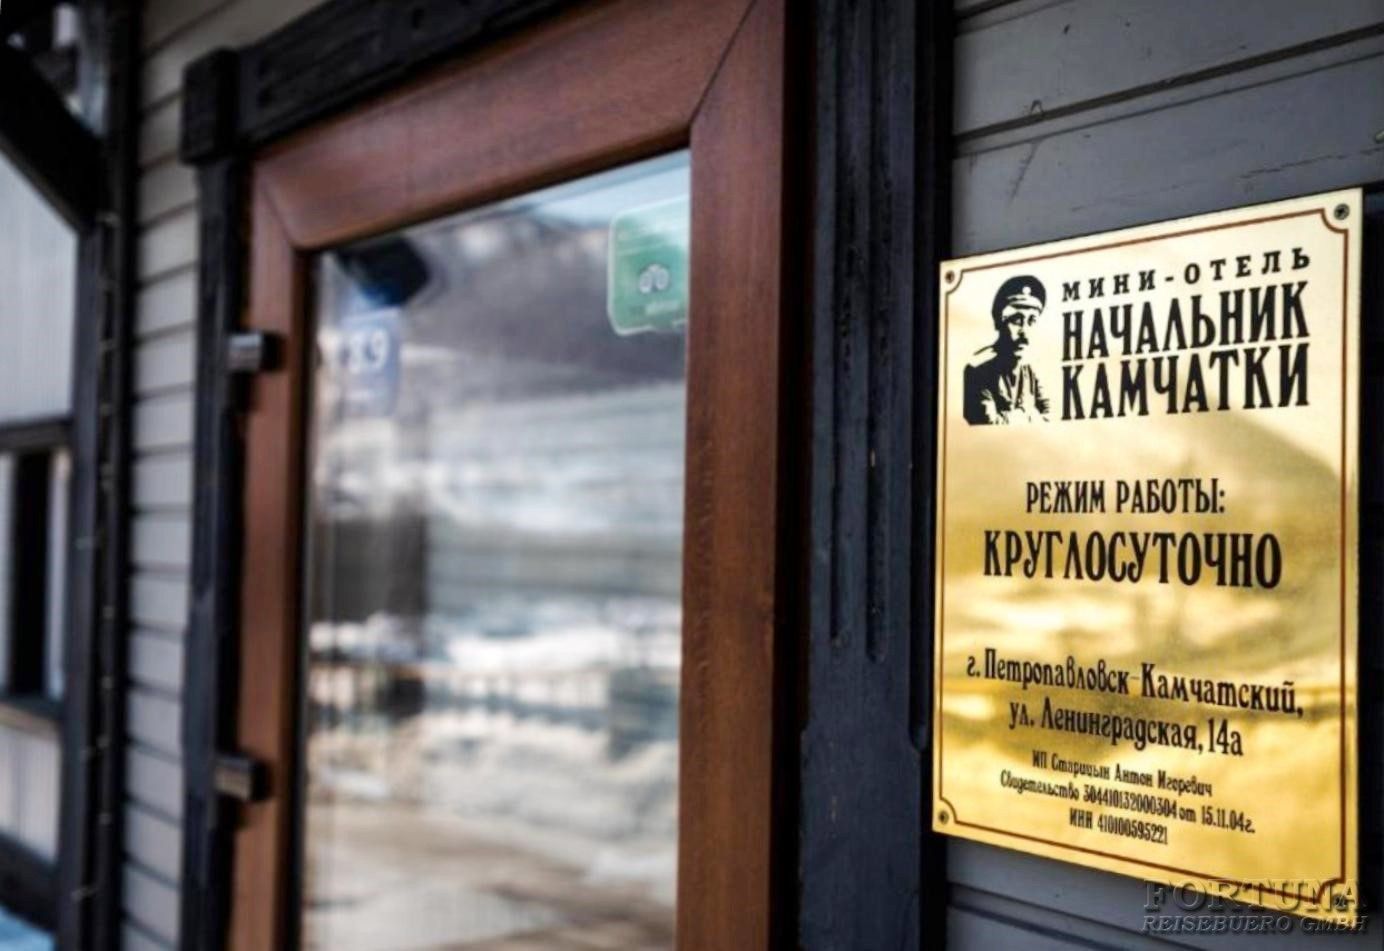 89
МИНИ-ОТЕЛЬ
НАЧАЛЬНИК
КАМЧАТКИ
РЕЖИМ РАБОТЫ:
КРУГЛОСУТОЧНО
г. Петропавловск-Камчатский,
ул. Ленинградская, 14а
ИП Старицын Антон Игоревич
Свидетельство 304410132000304 от 15.11.04г.
ИНН 410100595221
FORTUNA
REISEBUERO GMBH